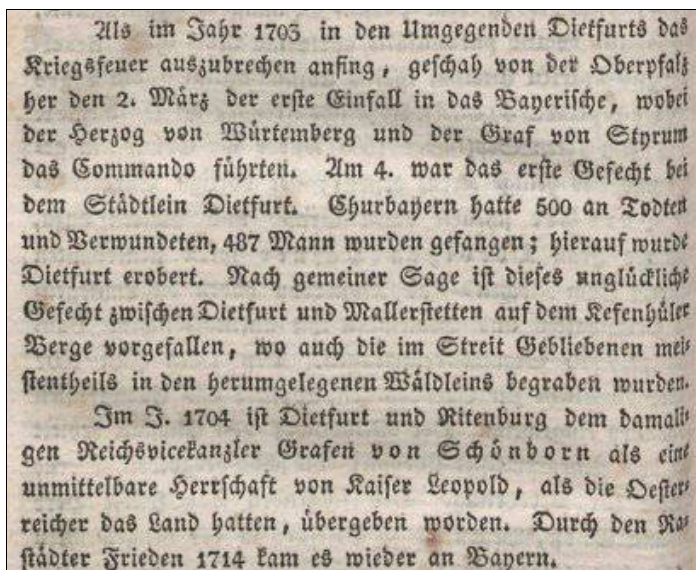 Als im Jahr 1703 in den Umgegenden Dietfurts das
Kriegsfeuer auszubrechen anfing, geschah von der Oberpfalz
her den 2. März der erste Einfall in das Bayerische, wobei
der Herzog von Würtemberg und der Graf von Styrum
das Commando führten. Am 4. war das erste Gefecht bei
dem Städtlein Dietfurt. Churbayern hatte 500 an Todten
und Verwundeten, 487 Mann wurden gefangen; hierauf wurde
Dietfurt erobert. Nach gemeiner Sage ist dieses unglückliche
Gefecht zwischen Dietfurt und Mallerstetten auf dem Kefenhüler
Berge vorgefallen, wo auch die im Streit Gebliebenen mei-
stentheils in den herumgelegenen Wäldleins begraben wurden.
Im J. 1704 ist Dietfurt und Ritenburg dem damali-
gen Reichsvicekanzler Grafen von Schönborn als eine
unmittelbare Herrschaft von Kaiser Leopold, als die Oester-
reicher das Land hatten, übergeben worden. Durch den Ra-
städter Frieden 1714 kam es wieder an Bayern.